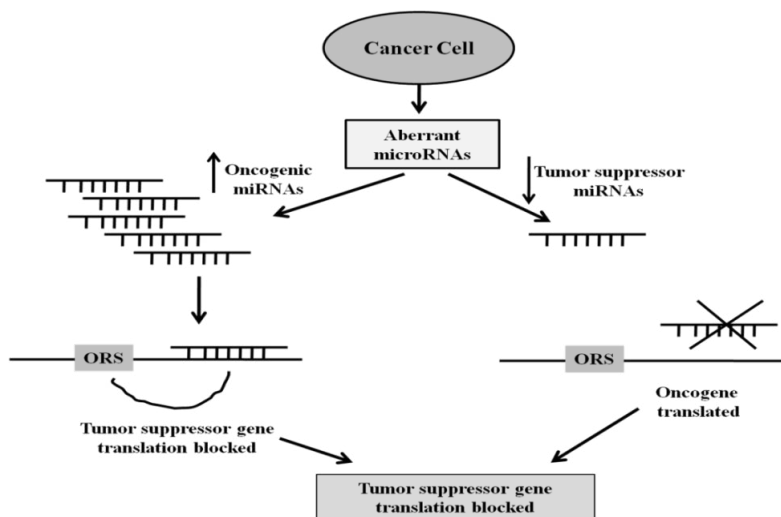 Cancer Cell
Aberrant
microRNAs
Oncogenic
miRNAs
Tumor suppressor
miRNAs
ORS
ORS
Tumor suppressor gene
translation blocked
Oncogene
translated
Tumor suppressor gene
translation blocked